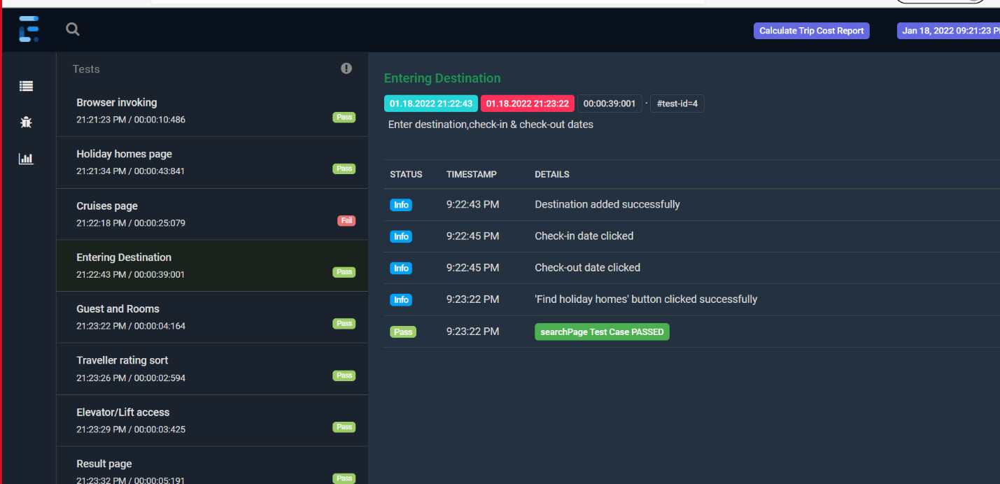 Calculate Trip Cost Report
Jan 18, 2022 09:21:23 P
Tests
Browser invoking
21:21:23 PM / 00:00:10:486
Pass
Holiday homes page
21:21:34 PM / 00:00:43:841
Pass
Cruises page
21:22:18 PM / 00:00:25:079
Fail
Entering Destination
21:22:43 PM / 00:00:39:001
Pass
Guest and Rooms
21:23:22 PM / 00:00:04:164
Pass
Traveller rating sort
21:23:26 PM / 00:00:02:594
Pass
Elevator/Lift access
21:23:29 PM / 00:00:03:425
Pass
Result page
21:23:32 PM / 00:00:05:191
Pass
Entering Destination
01.18.2022 21:22:43 01.18.2022 21:23:22 00:00:39:001 · #test-id=4
Enter destination,check-in & check-out dates
STATUS TIMESTAMP DETAILS
Info 9:22:43 PM Destination added successfully
Info 9:22:45 PM Check-in date clicked
Info 9:22:45 PM Check-out date clicked
Info 9:23:22 PM 'Find holiday homes' button clicked successfully
Pass 9:23:22 PM searchPage Test Case PASSED